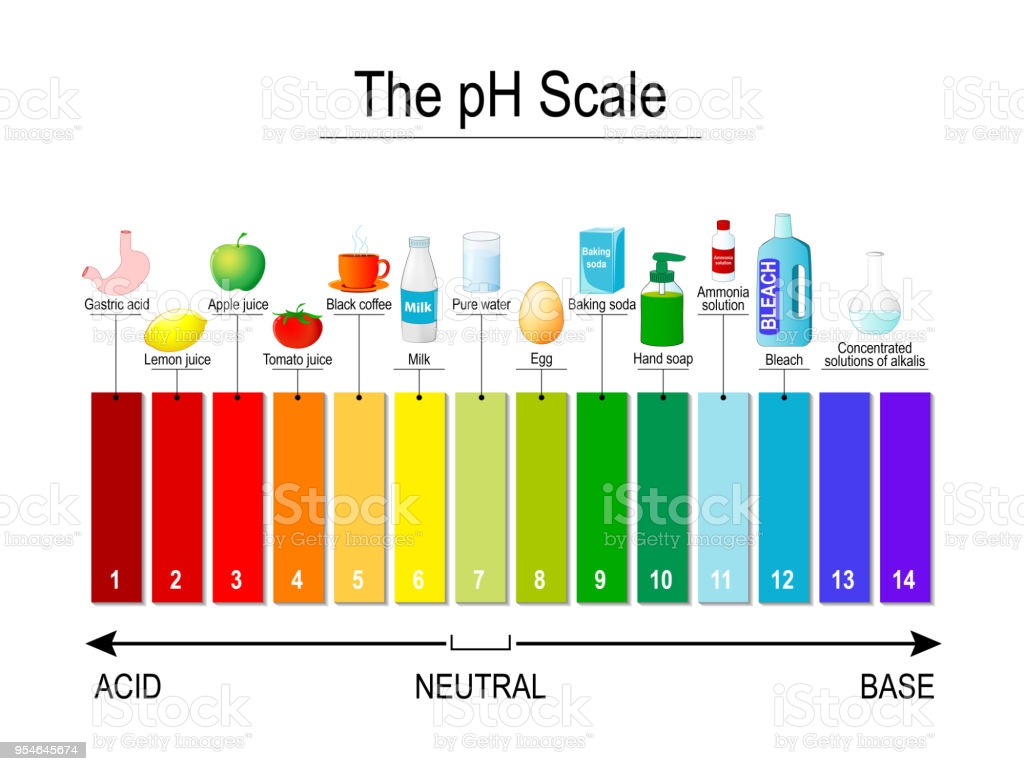 The pH Scale
Gastric acid
Lemon juice
Apple juice
Tomato juice
Black coffee
Milk
Milk
Pure water
Egg
Baking
soda
Baking soda
Hand soap
Ammonia
solution
Ammonia
solution
BLEACH
Bleach
Concentrated
solutions of alkalis
1 2 3 4 5 6 7 8 9 10 11 12 13 14
ACID NEUTRAL BASE
iStock
by Getty Images™
954645674